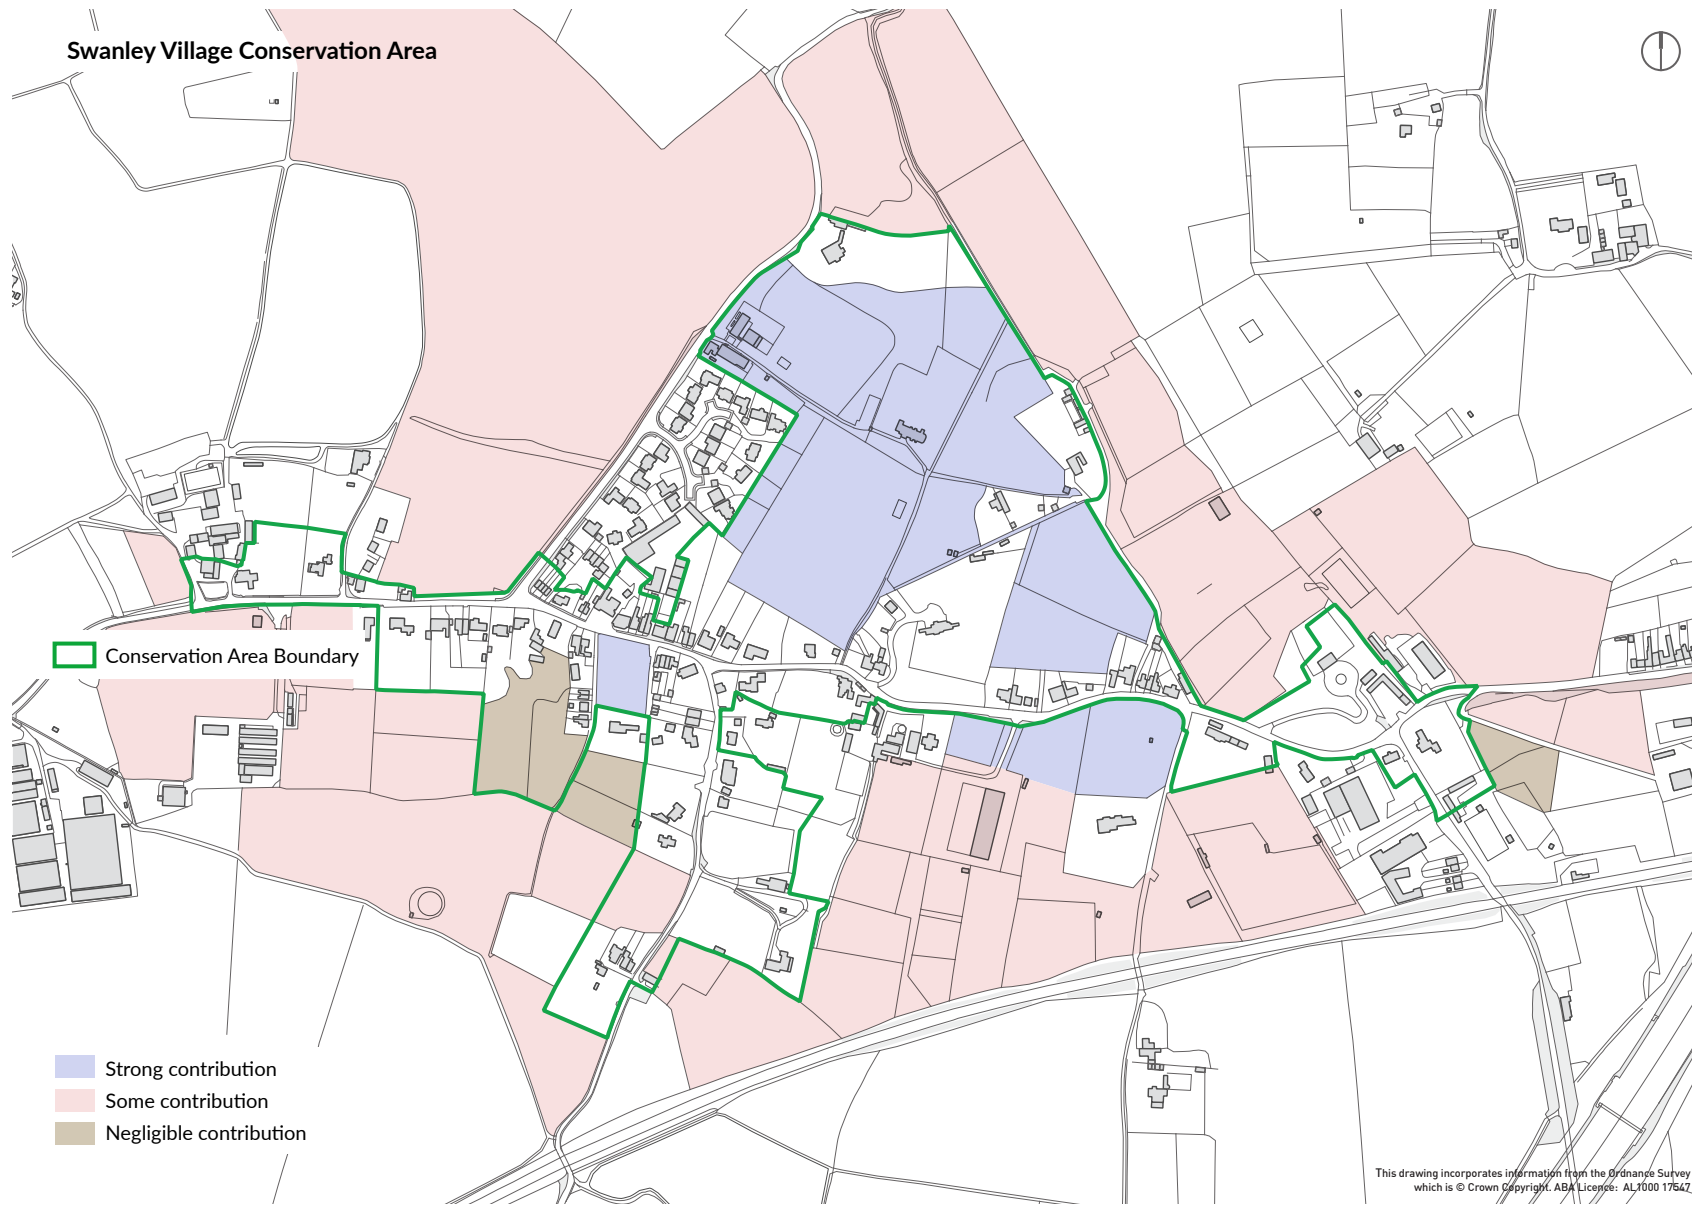 Swanley Village Conservation Area
Conservation Area Boundary
Strong contribution
Some contribution
Negligible contribution
This drawing incorporates information from the Ordnance Survey
which is © Crown Copyright. ABA Licence: AL1000 17547